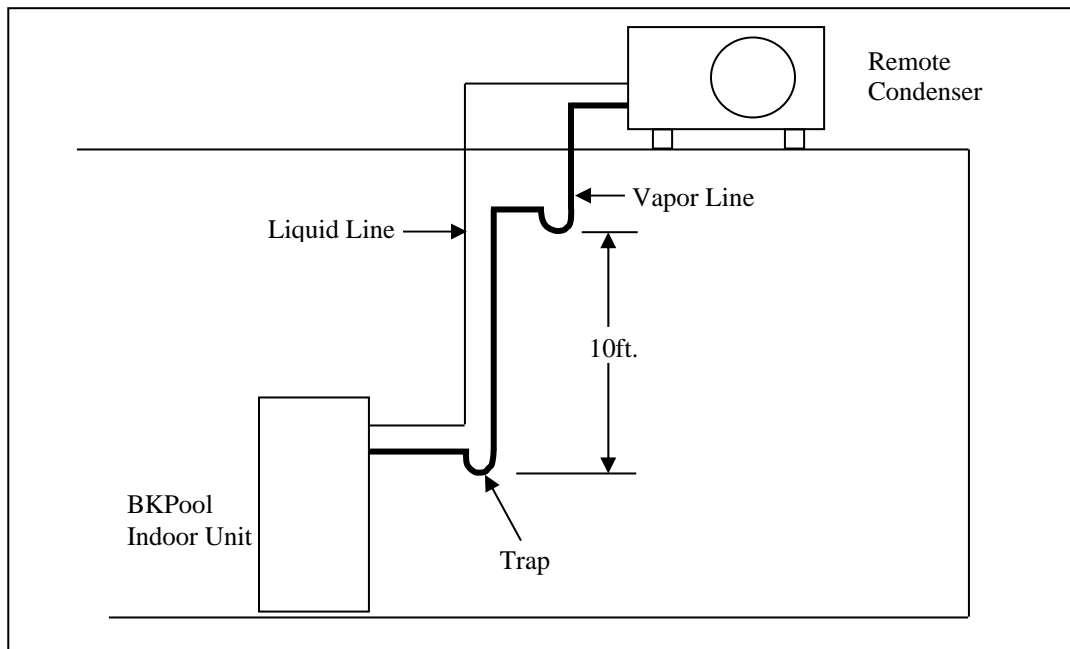 Remote
Condenser
Vapor Line
Liquid Line
10ft.
BKPool
Indoor Unit
Trap